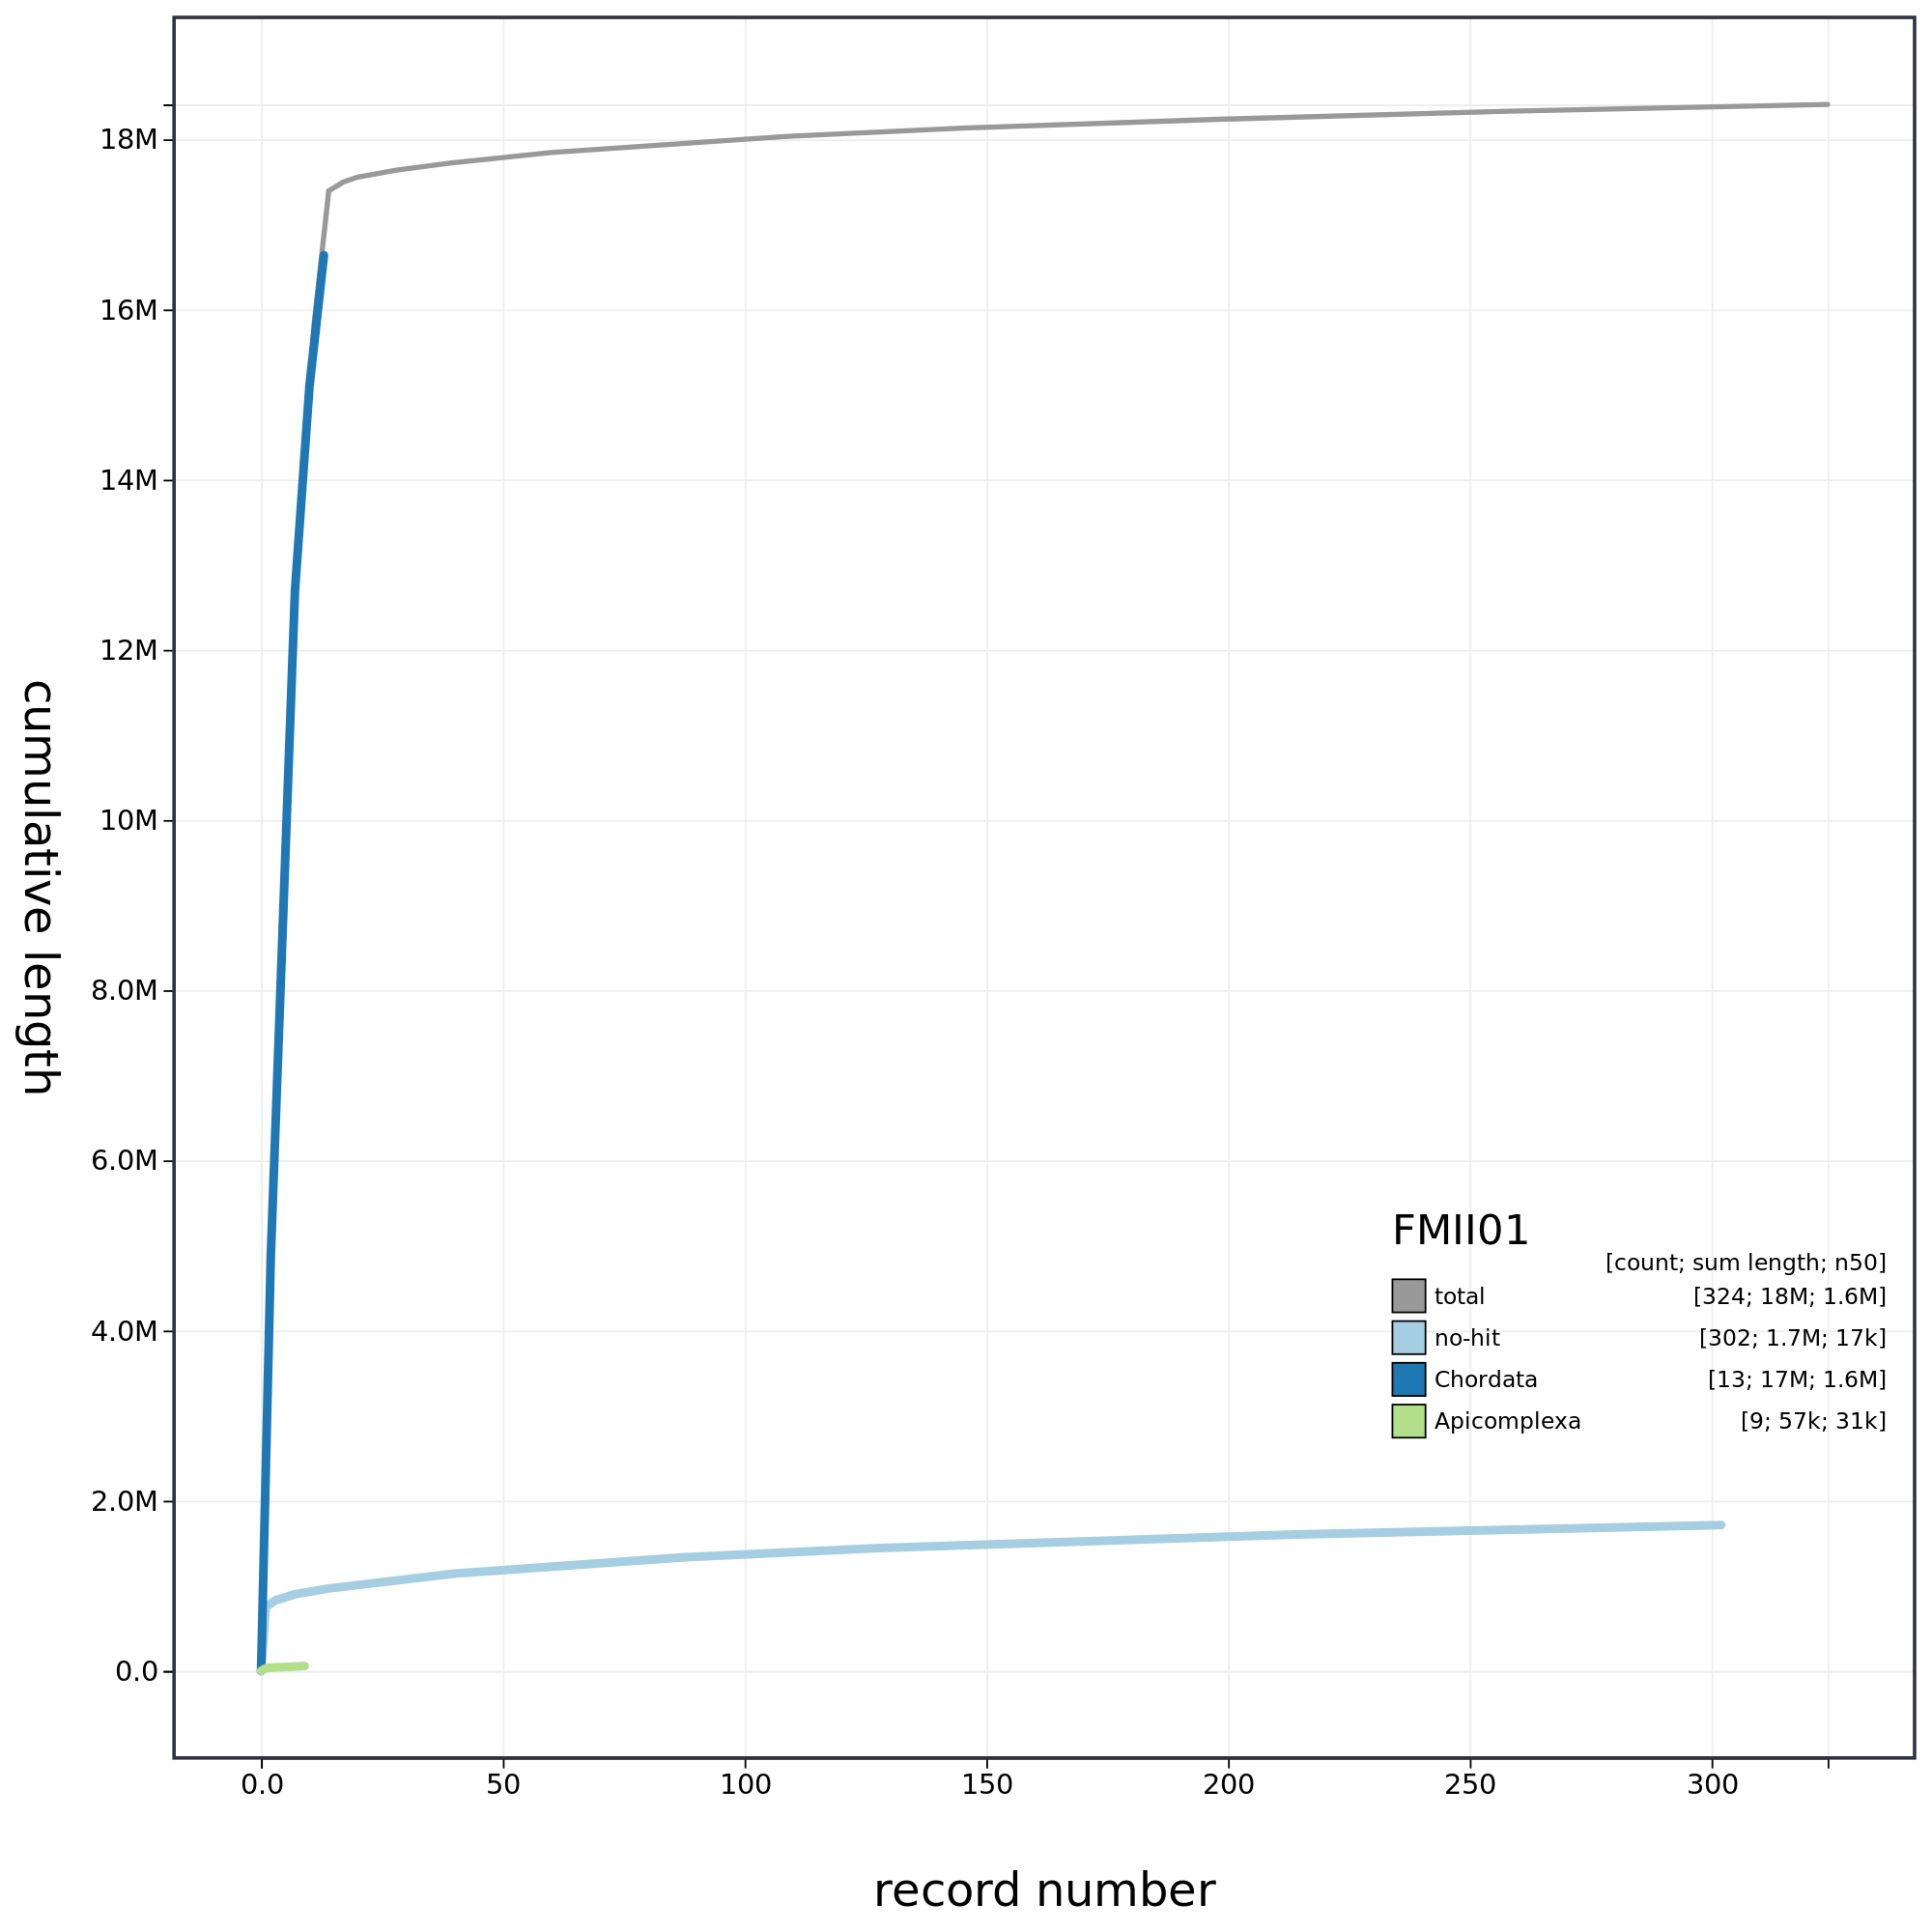 18M
16M
14M
12M
10M
8.0M
6.0M
4.0M
2.0M
0.0
cumulative length
FMII01
[count; sum length; n50]
total [324; 18M; 1.6M]
no-hit [302; 1.7M; 17k]
Chordata [13; 17M; 1.6M]
Apicomplexa [9; 57k; 31k]
0.0 50 100 150 200 250 300
record number